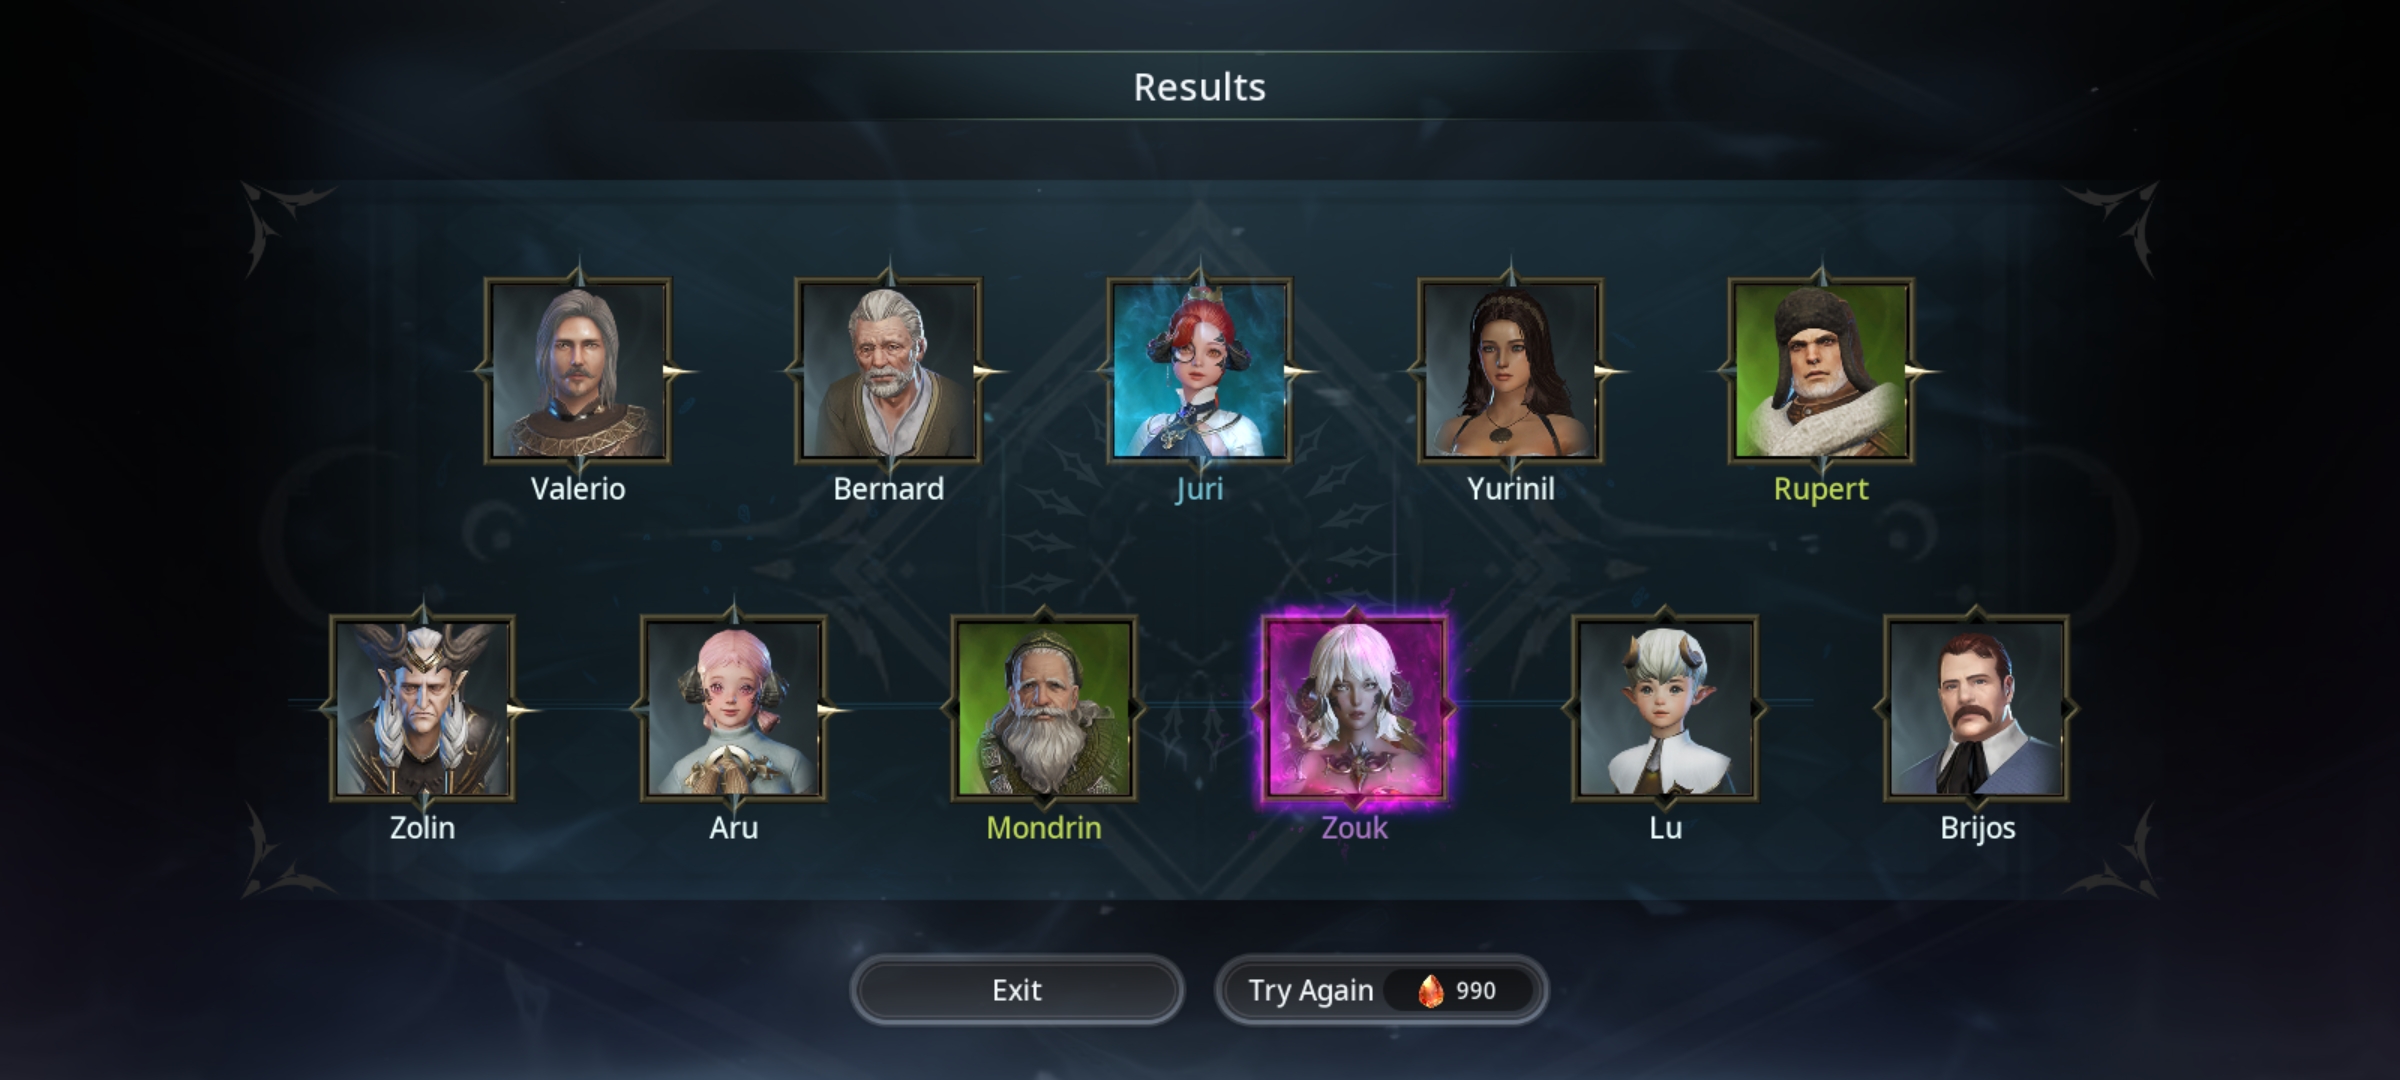 Results
Valerio
Bernard
Juri
Yurinil
Rupert
Zolin
Aru
Mondrin
Zouk
Lu
Brijos
Exit
Try Again 990